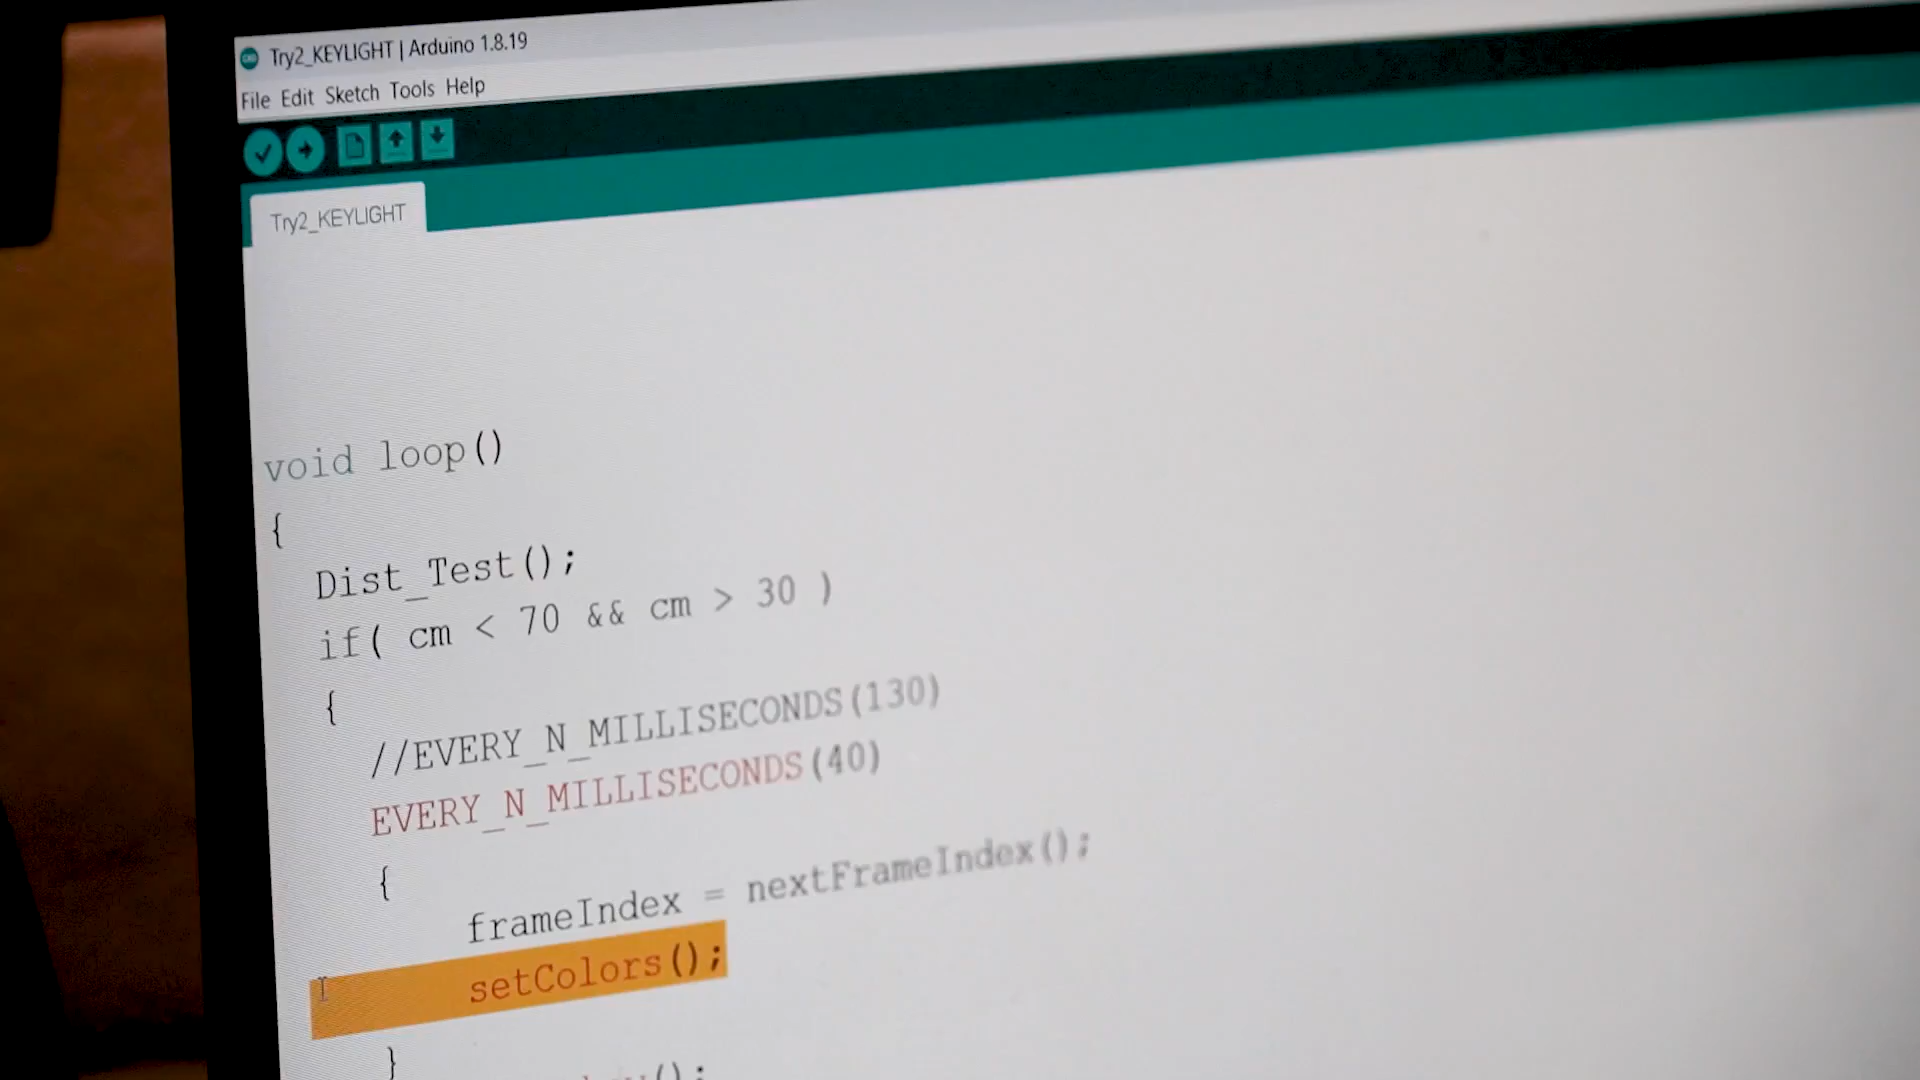 Try2_KEYLIGHT | Arduino 1.8.19
File Edit Sketch Tools Help
Try2_KEYLIGHT
void loop()
{
Dist_Test();
if( cm < 70 && cm > 30 )
{
//EVERY_N_MILLISECONDS(130)
EVERY_N_MILLISECONDS(40)
{
frameIndex = nextFrameIndex();
setColors();
}